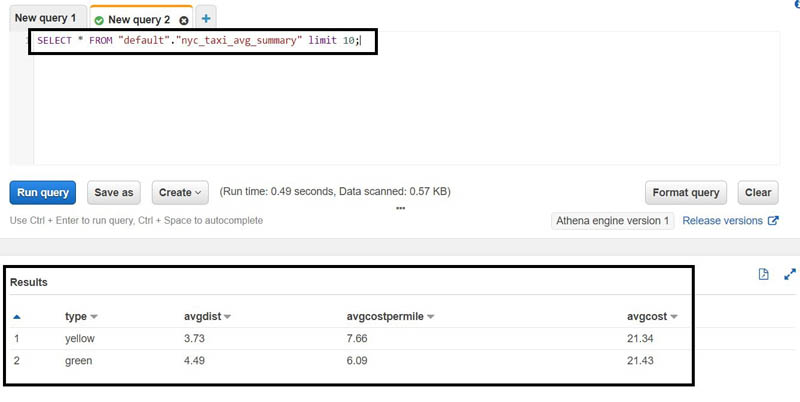 New query 1 New query 2 +
1 SELECT * FROM "default"."nyc_taxi_avg_summary" limit 10;
Run query Save as Create (Run time: 0.49 seconds, Data scanned: 0.57 KB) Format query Clear
Use Ctrl + Enter to run query, Ctrl + Space to autocomplete Athena engine version 1 Release versions
Results
type avgdist avgcostpermile avgcost
1 yellow 3.73 7.66 21.34
2 green 4.49 6.09 21.43